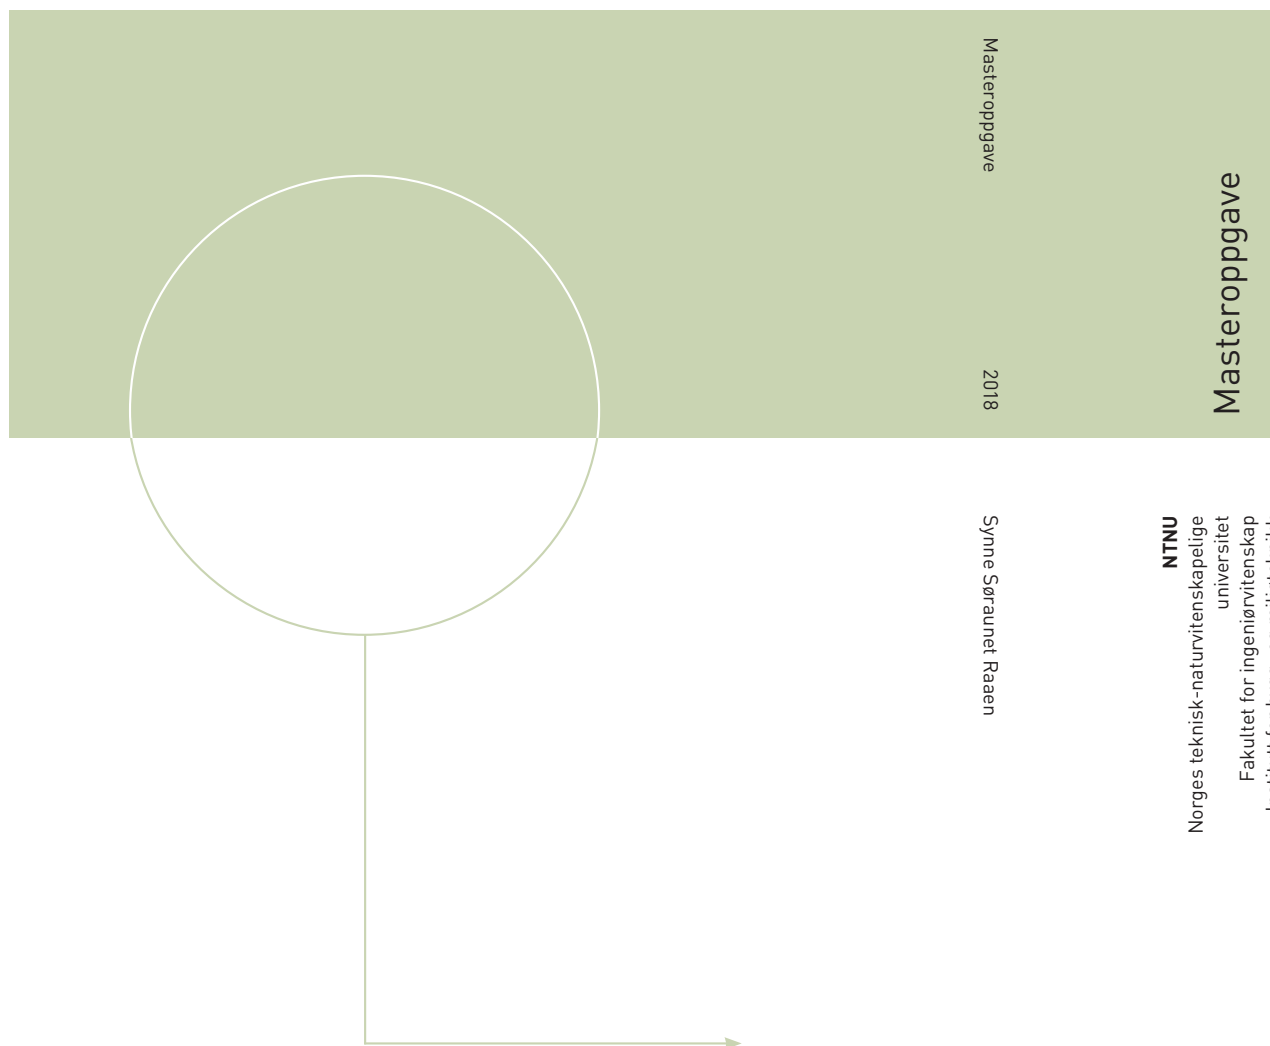 Masteroppgave
2018
Synne Søraunet Raaen
Masteroppgave
NTNU
Norges teknisk-naturvitenskapelige
universitet
Fakultet for ingeniørvitenskap